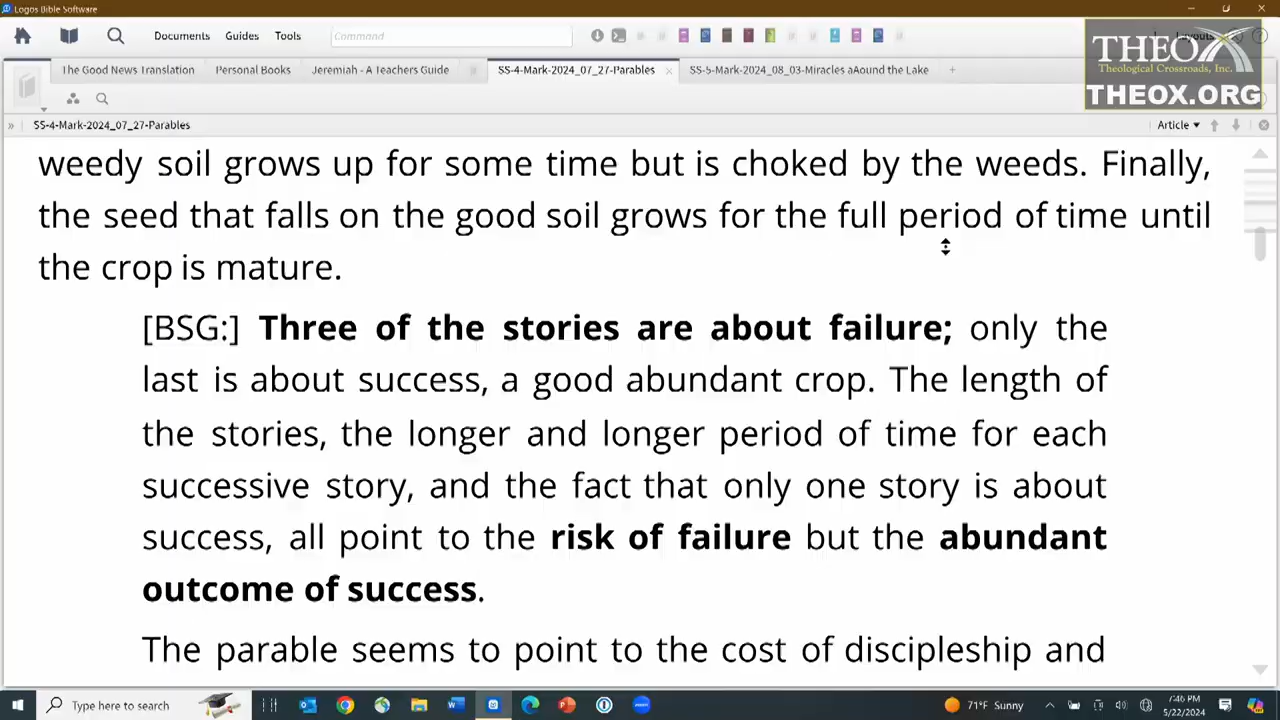 Logos Bible Software
Documents Guides Tools Command
THEOX
Theological Crossroads, Inc.
THEOX.ORG
The Good News Translation Personal Books Jeremiah - A Teache SS-4-Mark-2024_07_27-Parables SS-5-Mark-2024_08_03-Miracles aAound the Lake
SS-4-Mark-2024_07_27-Parables Article
weedy soil grows up for some time but is choked by the weeds. Finally,
the seed that falls on the good soil grows for the full period of time until
the crop is mature.
[BSG:] Three of the stories are about failure; only the
last is about success, a good abundant crop. The length of
the stories, the longer and longer period of time for each
successive story, and the fact that only one story is about
success, all point to the risk of failure but the abundant
outcome of success.
The parable seems to point to the cost of discipleship and
Type here to search 71°F Sunny 7:46 PM
5/22/2024